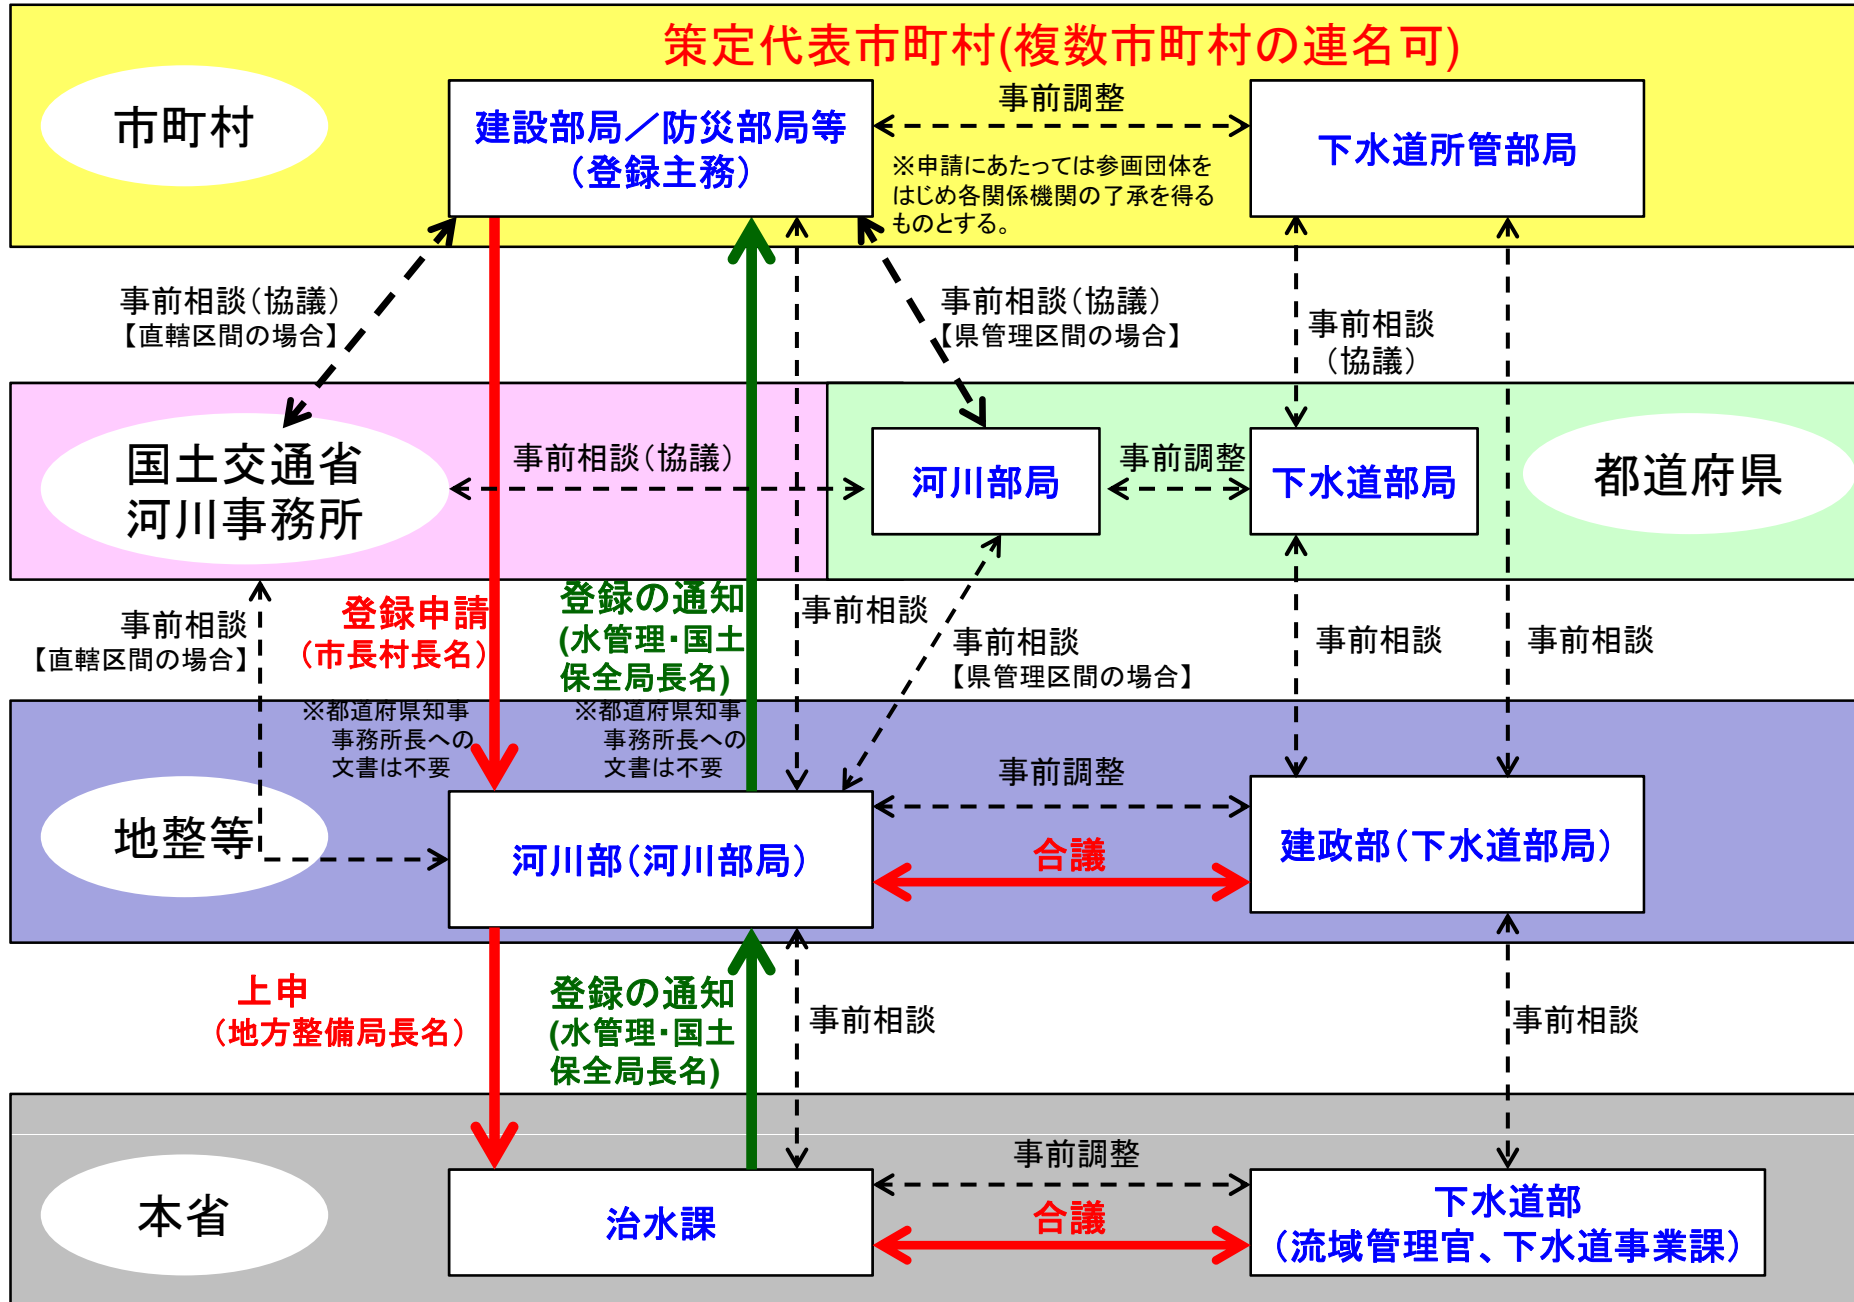 策定代表市町村(複数市町村の連名可)
市町村
建設部局／防災部局等
（登録主務）
事前調整
※申請にあたっては参画団体を
はじめ各関係機関の了承を得る
ものとする。
下水道所管部局
事前相談（協議）
【直轄区間の場合】
事前相談（協議）
【県管理区間の場合】
事前相談
（協議）
国土交通省
河川事務所
事前相談（協議）
河川部局
事前調整
下水道部局
都道府県
事前相談
【直轄区間の場合】
登録申請
（市長村長名）
※都道府県知事
事務所長への
文書は不要
登録の通知
(水管理・国土
保全局長名)
※都道府県知事
事務所長への
文書は不要
事前相談
事前相談
【県管理区間の場合】
事前相談
事前相談
地整等
河川部（河川部局）
事前調整
合議
建政部（下水道部局）
上申
（地方整備局長名）
登録の通知
(水管理・国土
保全局長名)
事前相談
事前相談
本省
治水課
事前調整
合議
下水道部
（流域管理官、下水道事業課）